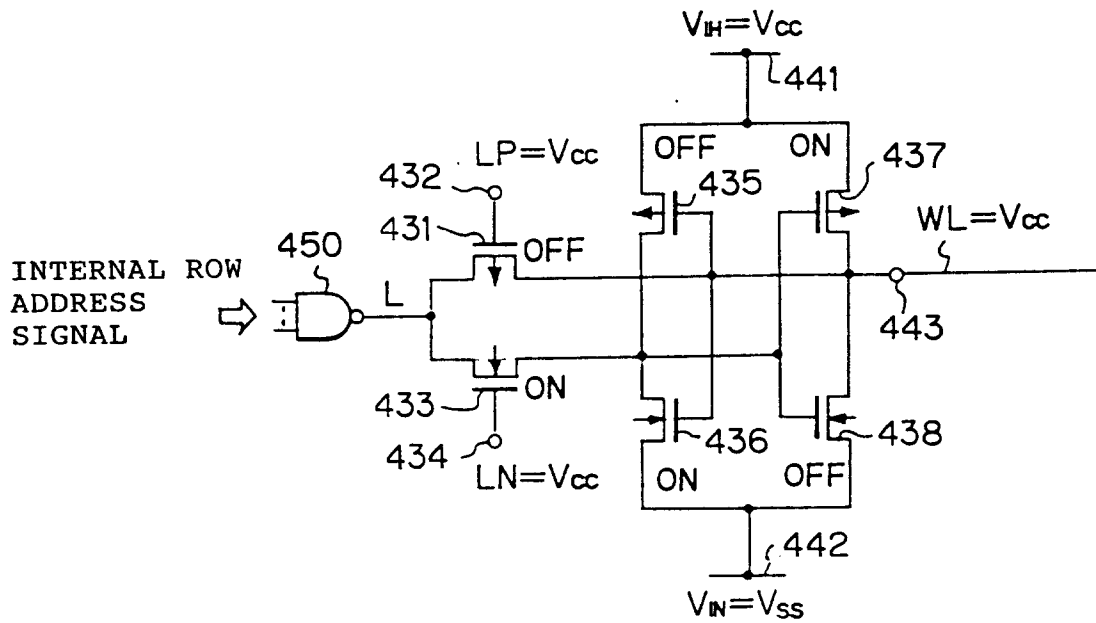 VIH=Vcc
441
OFF
ON
437
LP=Vcc
432
435
431
OFF
WL=Vcc
450
INTERNAL ROW
ADDRESS
SIGNAL
L
443
433
ON
434
436
438
LN=Vcc
ON
OFF
442
VIN=VSS